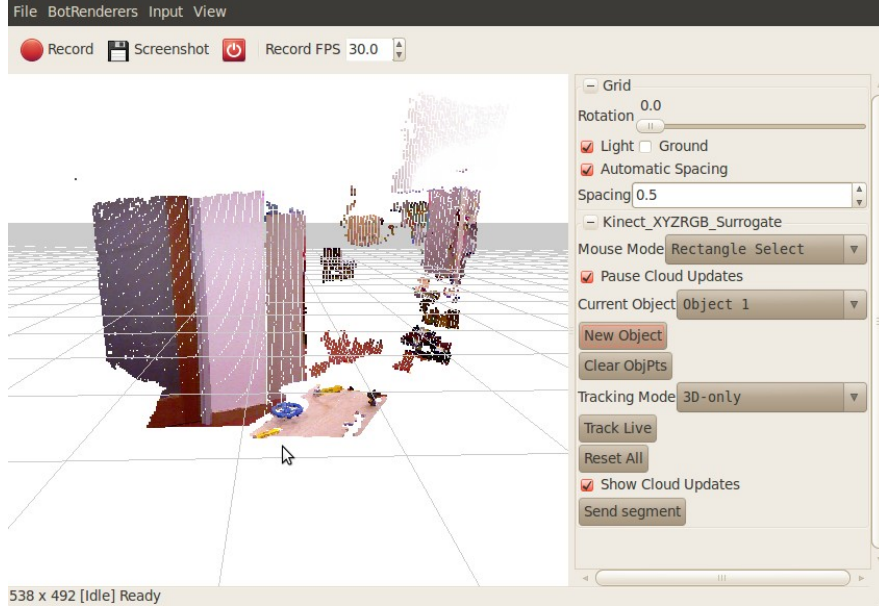 File BotRenderers Input View
Record Screenshot Record FPS 30.0
Grid
0.0
Rotation
Light Ground
Automatic Spacing
Spacing 0.5
Kinect_XYZRGB_Surrogate
Mouse Mode Rectangle Select
Pause Cloud Updates
Current Object Object 1
New Object
Clear ObjPts
Tracking Mode 3D-only
Track Live
Reset All
Show Cloud Updates
Send segment
538 x 492 [Idle] Ready